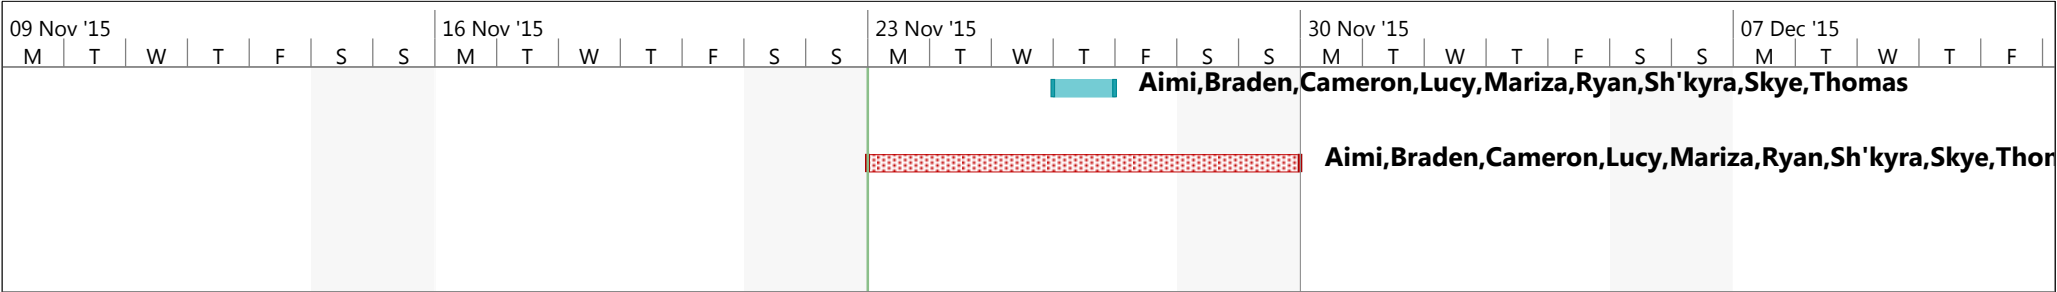 09 Nov '15 16 Nov '15 23 Nov '15 30 Nov '15 07 Dec '15
M T W T F S S M T W T F S S M T W T F S S M T W T F S S M T W T F
Aimi,Braden,Cameron,Lucy,Mariza,Ryan,Sh'kyra,Skye,Thomas
Aimi,Braden,Cameron,Lucy,Mariza,Ryan,Sh'kyra,Skye,